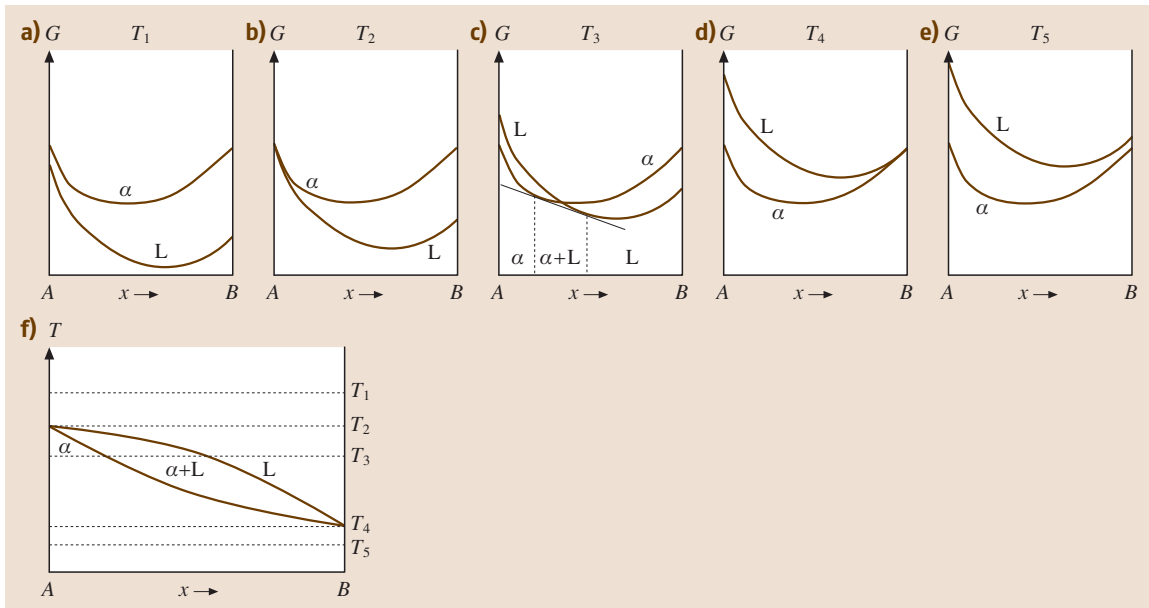 a) G T1
b) G T2
c) G T3
d) G T4
e) G T5
α
L
A x B
α
L
A x B
L
α
α α+L L
A x B
L
α
A x B
L
α
A x B
f) T
T1
T2
T3
T4
T5
α
α+L
L
A x B